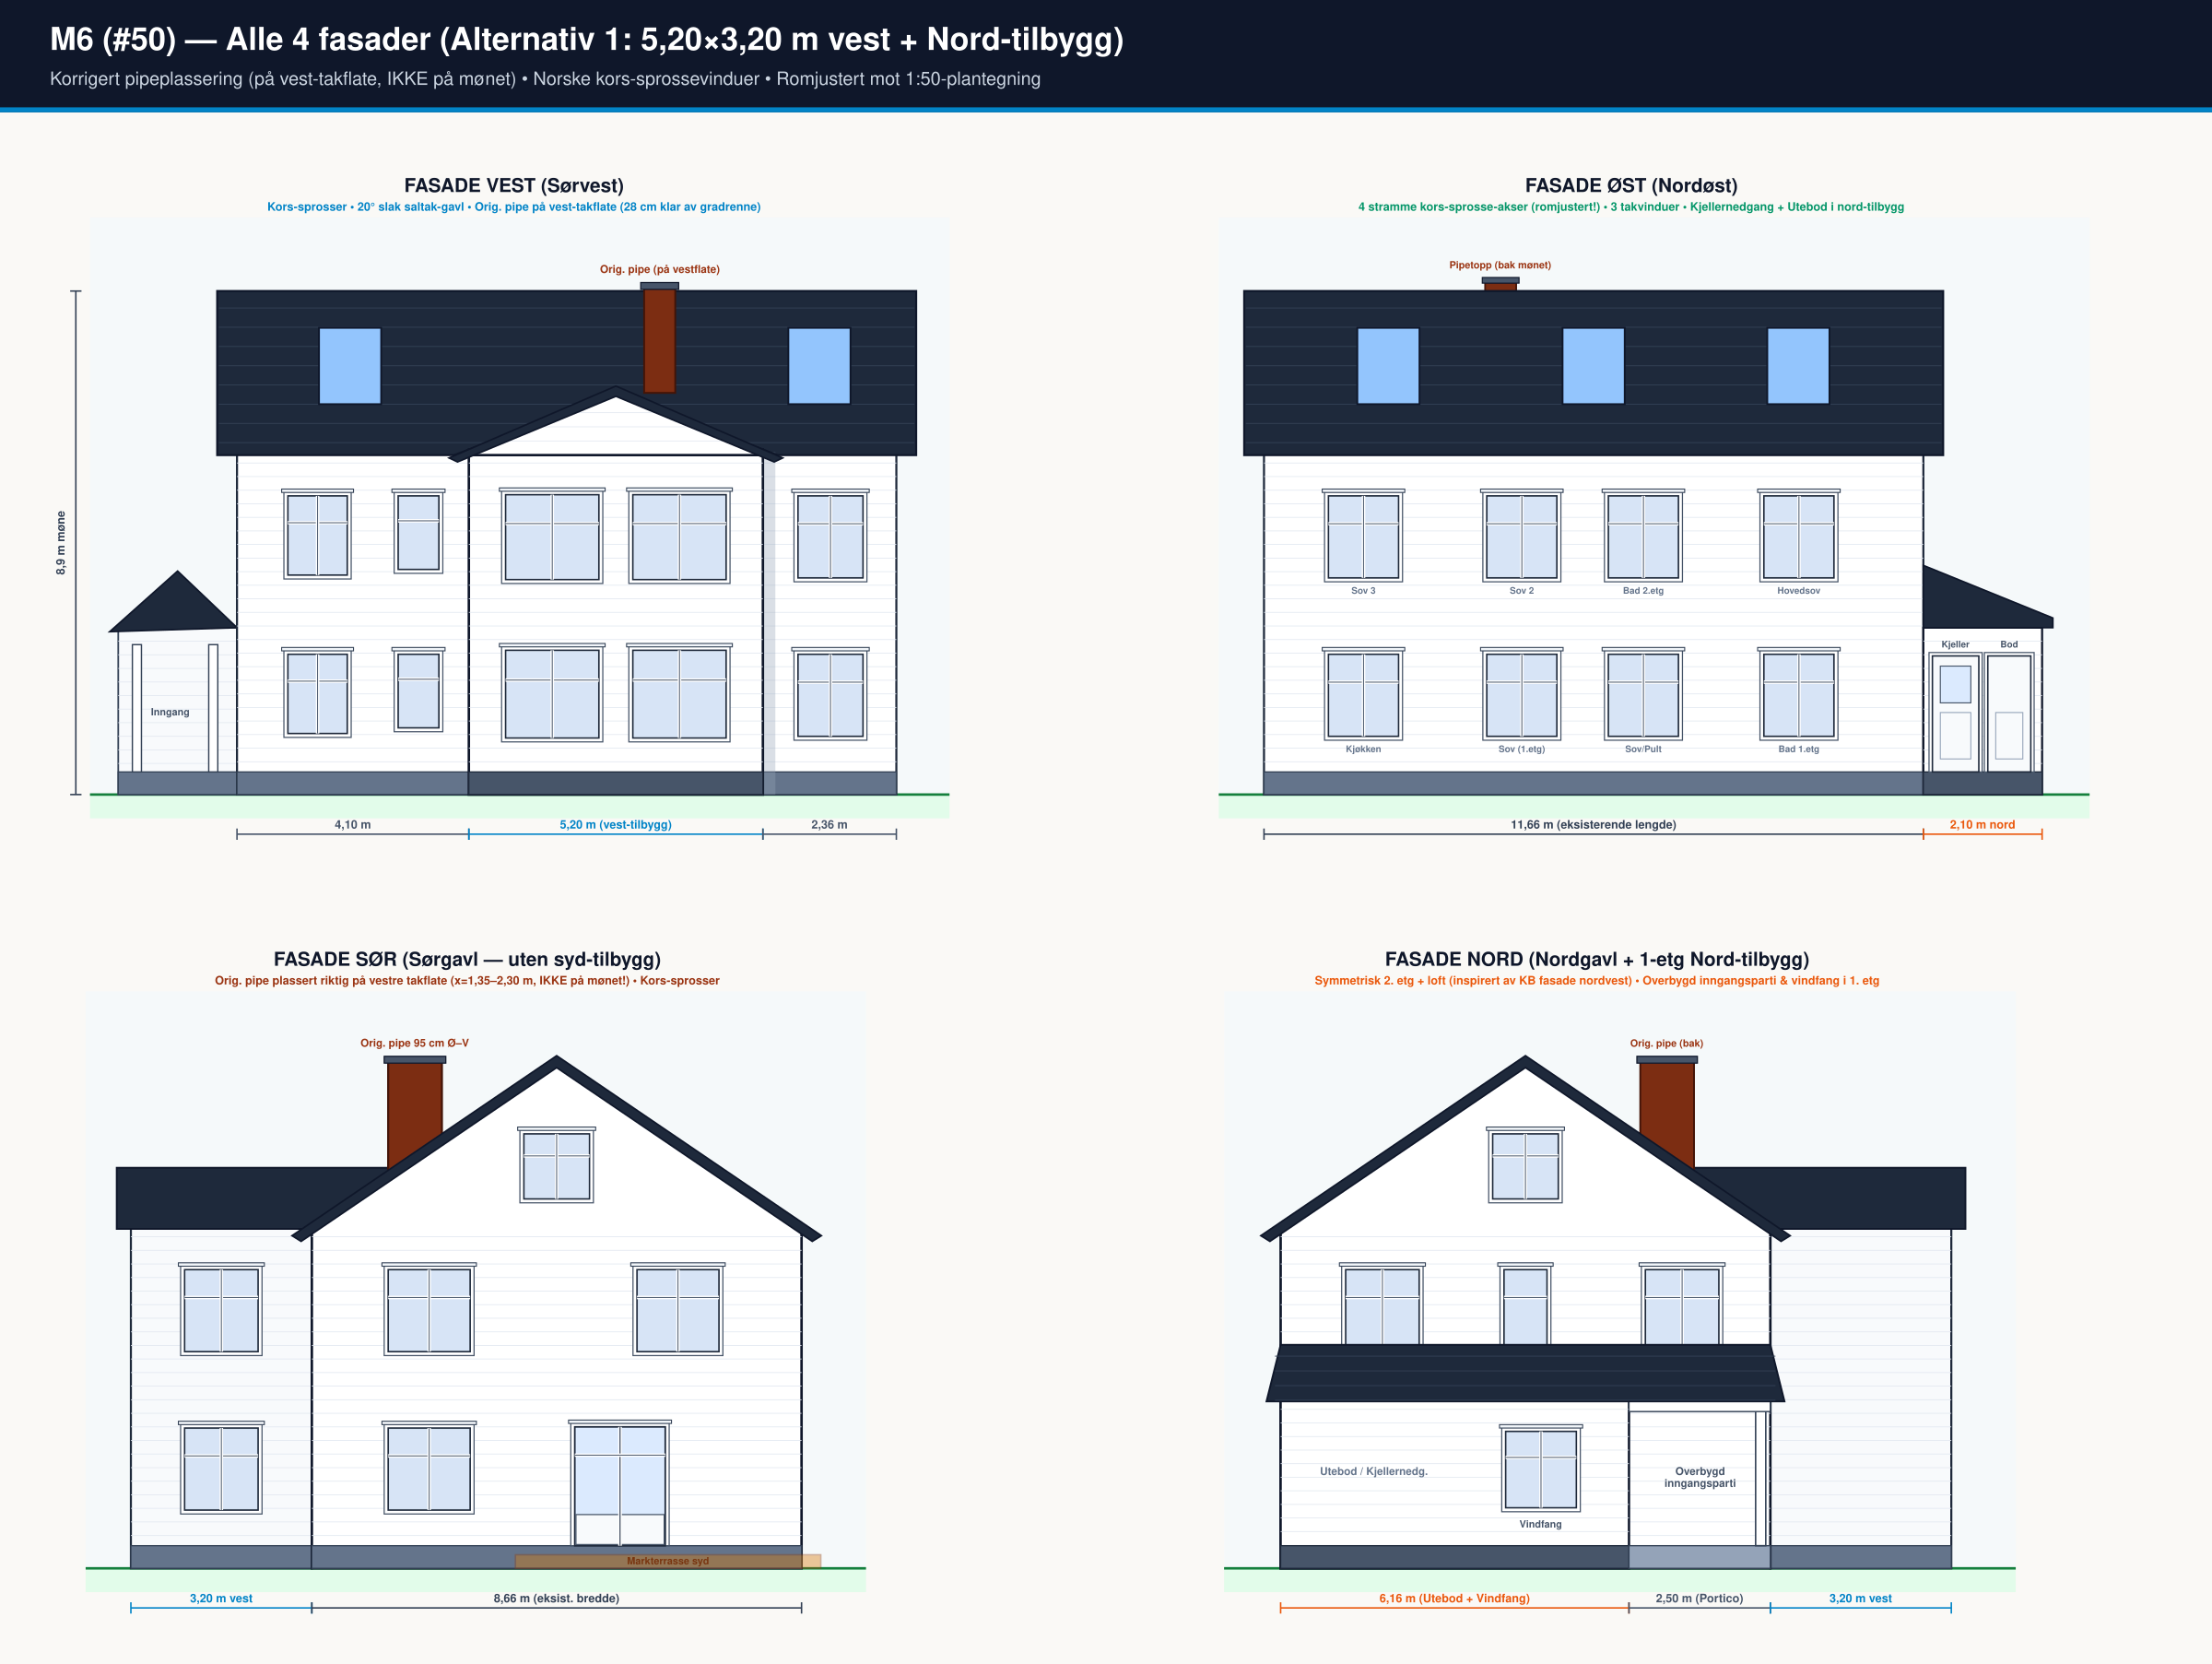 M6 (#50) — Alle 4 fasader (Alternativ 1: 5,20×3,20 m vest + Nord-tilbygg)
Korrigert pipeplassering (på vest-takflate, IKKE på mønet) • Norske kors-sprossevinduer • Romjustert mot 1:50-plantegning
FASADE VEST (Sørvest)
Kors-sprosser • 20° slak saltak-gavl • Orig. pipe på vest-takflate (28 cm klar av gradrenne)
Orig. pipe (på vestflate)
8,9 m møne
Inngang
4,10 m
5,20 m (vest-tilbygg)
2,36 m
FASADE ØST (Nordøst)
4 stramme kors-sprosse-akser (romjustert!) • 3 takvinduer • Kjellernedgang + Utebod i nord-tilbygg
Pipetopp (bak mønet)
Sov 3
Sov 2
Bad 2.etg
Hovedsov
Kjeller
Bod
Kjøkken
Sov (1.etg)
Sov/Pult
Bad 1.etg
11,66 m (eksisterende lengde)
2,10 m nord
FASADE SØR (Sørgavl — uten syd-tilbygg)
Orig. pipe plassert riktig på vestre takflate (x=1,35–2,30 m, IKKE på mønet!) • Kors-sprosser
Orig. pipe 95 cm Ø–V
Markterrasse syd
3,20 m vest
8,66 m (eksist. bredde)
FASADE NORD (Nordgavl + 1-etg Nord-tilbygg)
Symmetrisk 2. etg + loft (inspirert av KB fasade nordvest) • Overbygd inngangsparti & vindfang i 1. etg
Orig. pipe (bak)
Utebod / Kjellernedg.
Overbygd
inngangsparti
Vindfang
6,16 m (Utebod + Vindfang)
2,50 m (Portico)
3,20 m vest